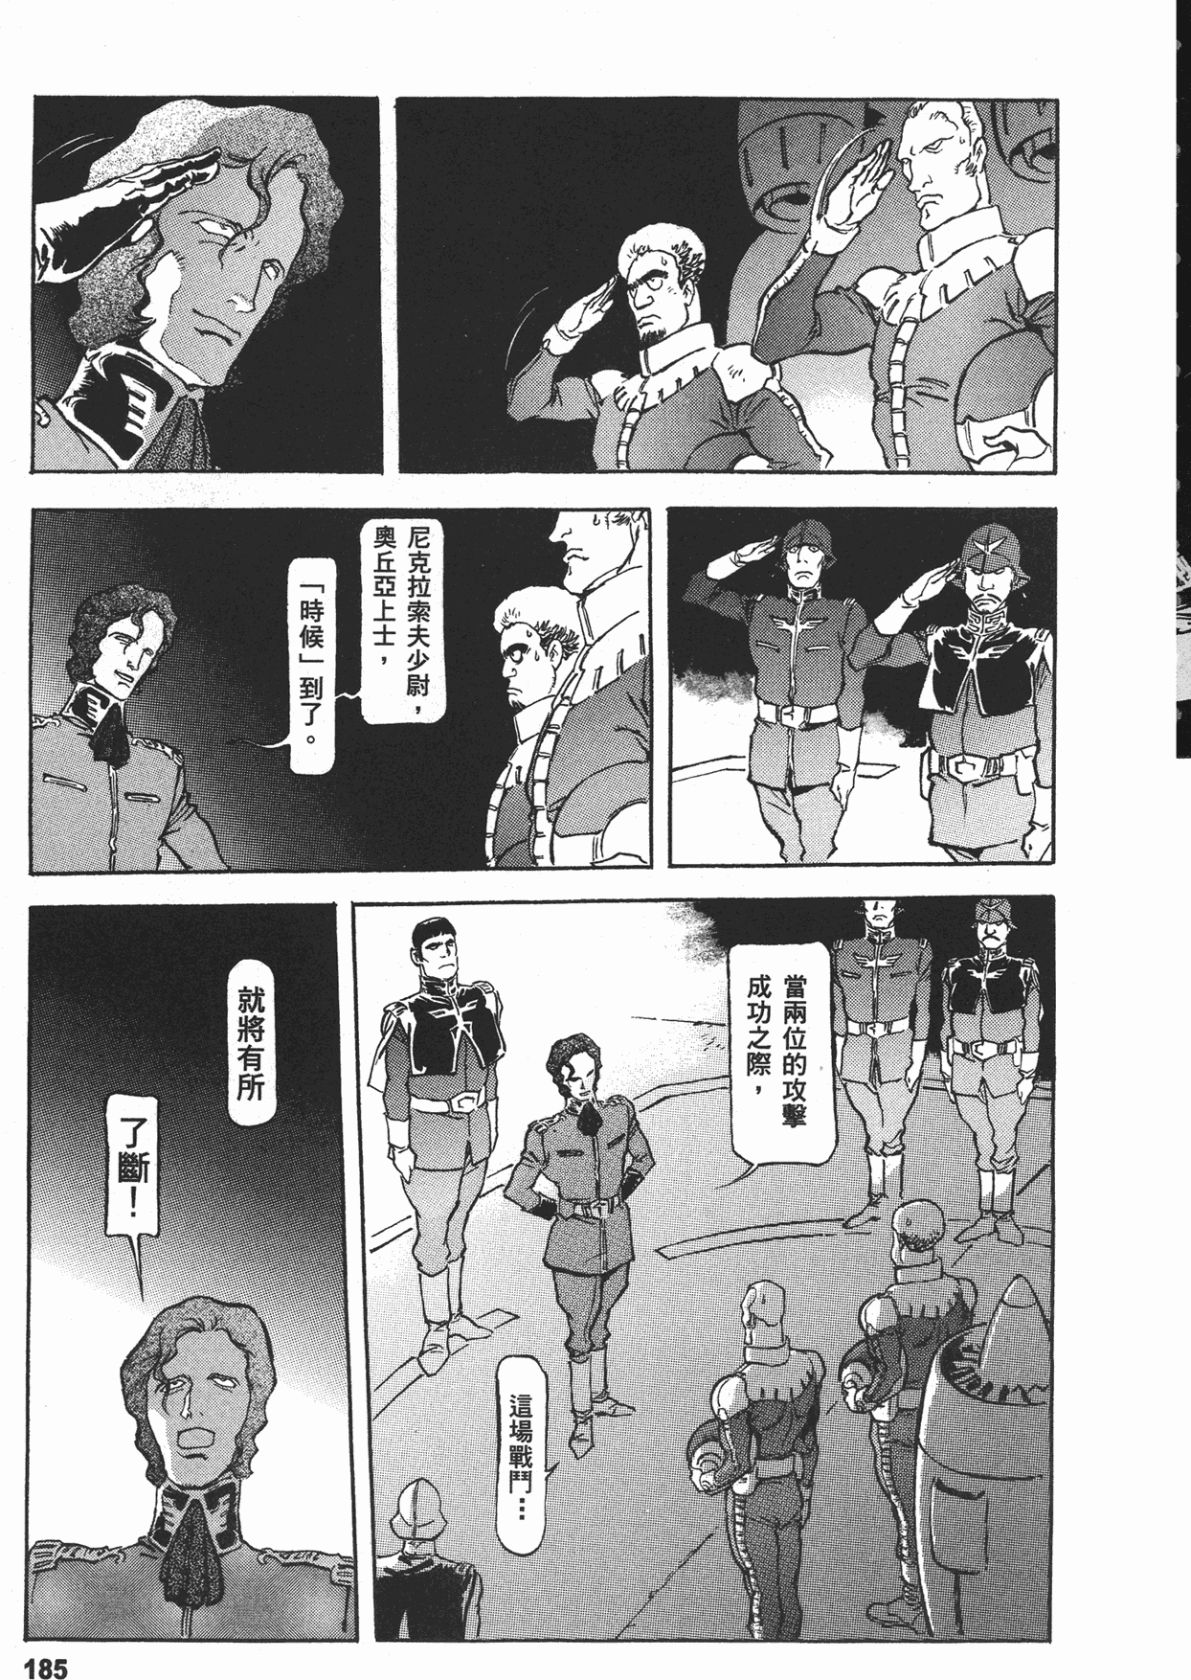 尼克拉索夫少尉，
奧丘亞上士，
「時候」到了。
當兩位的攻擊
成功之際，
這場戰鬥…
就將有所
了斷！
185